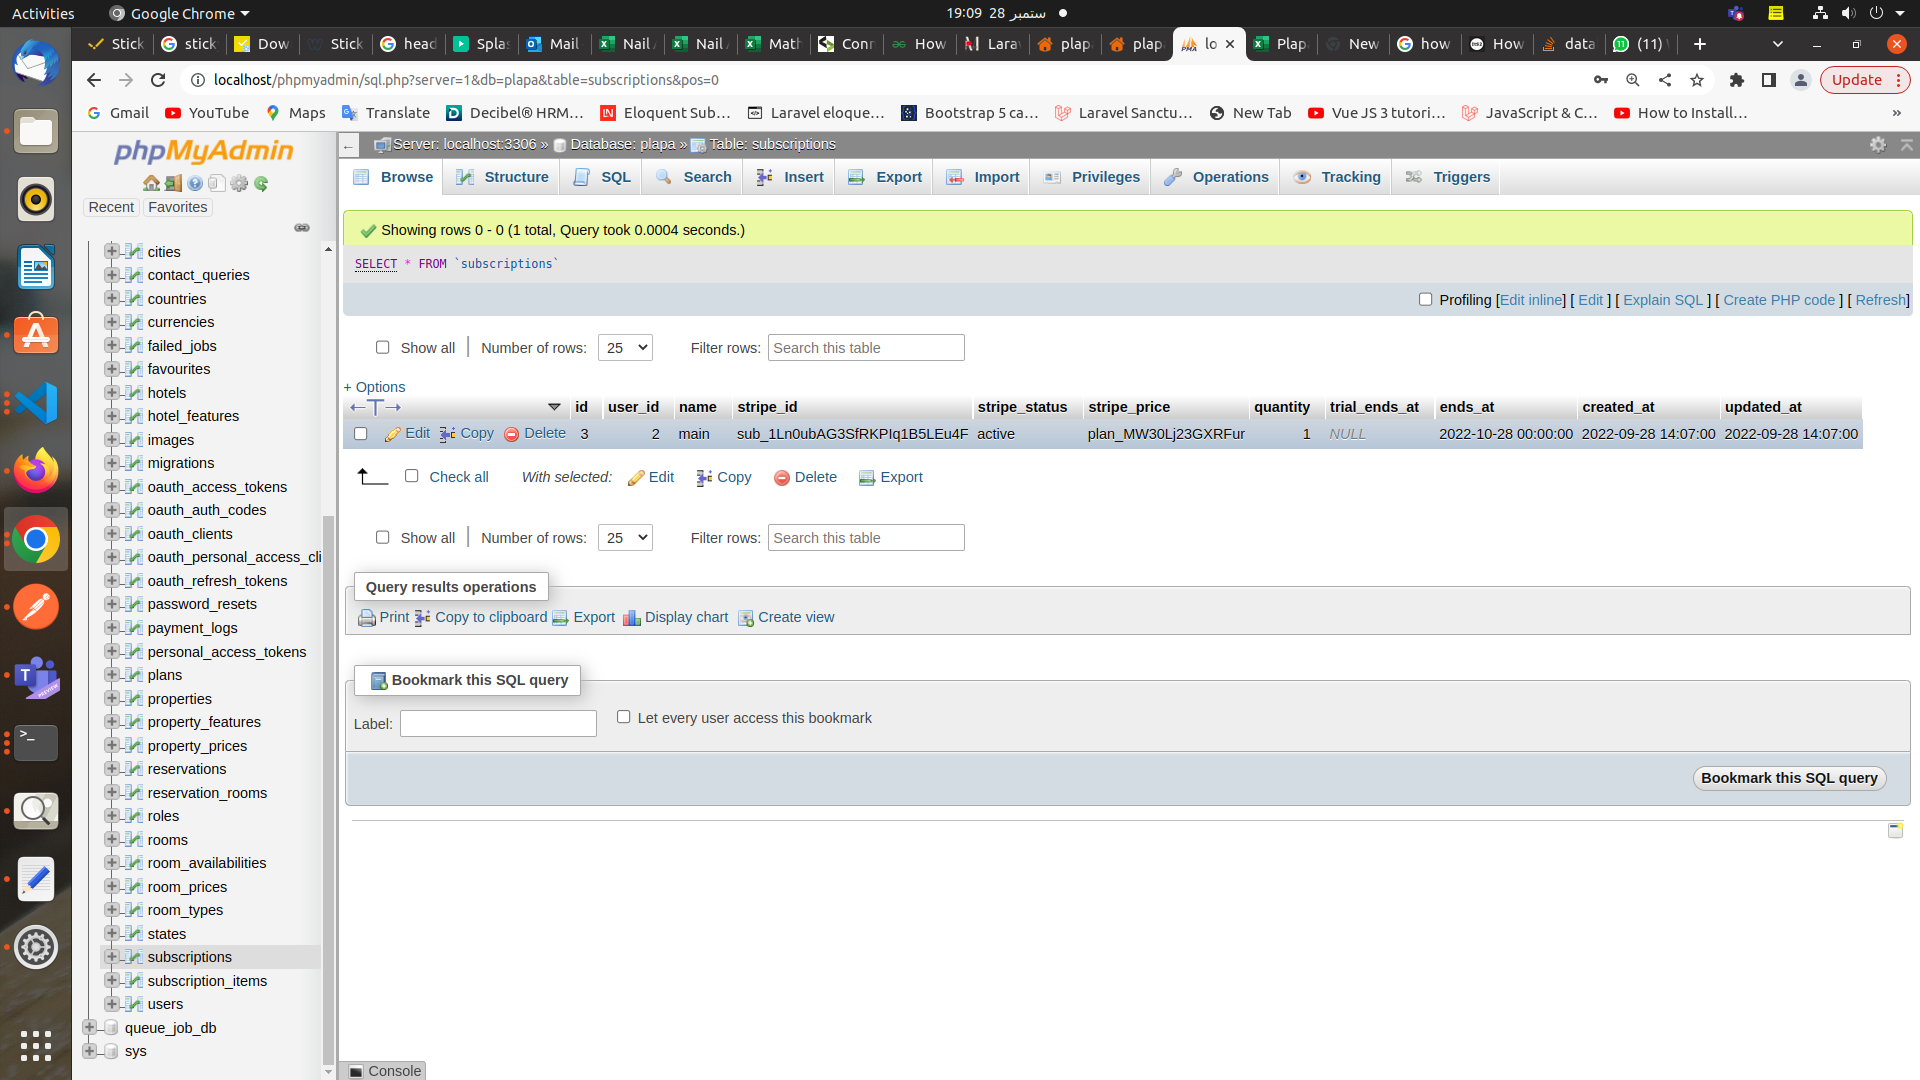 Activities
Google Chrome
19:09 28 ستمبر
Stick
stick
Dow
Stick
head
Splas
Mail
Nail
Nail
Math
Conr
How
Larav
plapa
plapa
lo
Plapa
New
how
How
data
(11)
localhost/phpmyadmin/sql.php?server=1&db=plapa&table=subscriptions&pos=0
Update
Gmail
YouTube
Maps
Translate
Decibel® HRM...
Eloquent Sub...
Laravel eloque...
Bootstrap 5 ca...
Laravel Sanctu...
New Tab
Vue JS 3 tutori...
JavaScript & C...
How to Install...
»
phpMyAdmin
Recent
Favorites
cities
contact_queries
countries
currencies
failed_jobs
favourites
hotels
hotel_features
images
migrations
oauth_access_tokens
oauth_auth_codes
oauth_clients
oauth_personal_access_cli
oauth_refresh_tokens
password_resets
payment_logs
personal_access_tokens
plans
properties
property_features
property_prices
reservations
reservation_rooms
roles
rooms
room_availabilities
room_prices
room_types
states
subscriptions
subscription_items
users
queue_job_db
sys
Server: localhost:3306 » Database: plapa » Table: subscriptions
Browse
Structure
SQL
Search
Insert
Export
Import
Privileges
Operations
Tracking
Triggers
Showing rows 0 - 0 (1 total, Query took 0.0004 seconds.)
SELECT * FROM `subscriptions`
Profiling [Edit inline] [ Edit ] [ Explain SQL ] [ Create PHP code ] [ Refresh]
Show all
Number of rows: 25
Filter rows: Search this table
+ Options
←T→ id user_id name stripe_id stripe_status stripe_price quantity trial_ends_at ends_at created_at updated_at
Edit Copy Delete 3 2 main sub_1Ln0ubAG3SfRKPIq1B5LEu4F active plan_MW30Lj23GXRFur 1 NULL 2022-10-28 00:00:00 2022-09-28 14:07:00 2022-09-28 14:07:00
Check all With selected: Edit Copy Delete Export
Show all
Number of rows: 25
Filter rows: Search this table
Query results operations
Print Copy to clipboard Export Display chart Create view
Bookmark this SQL query
Label:
Let every user access this bookmark
Bookmark this SQL query
Console